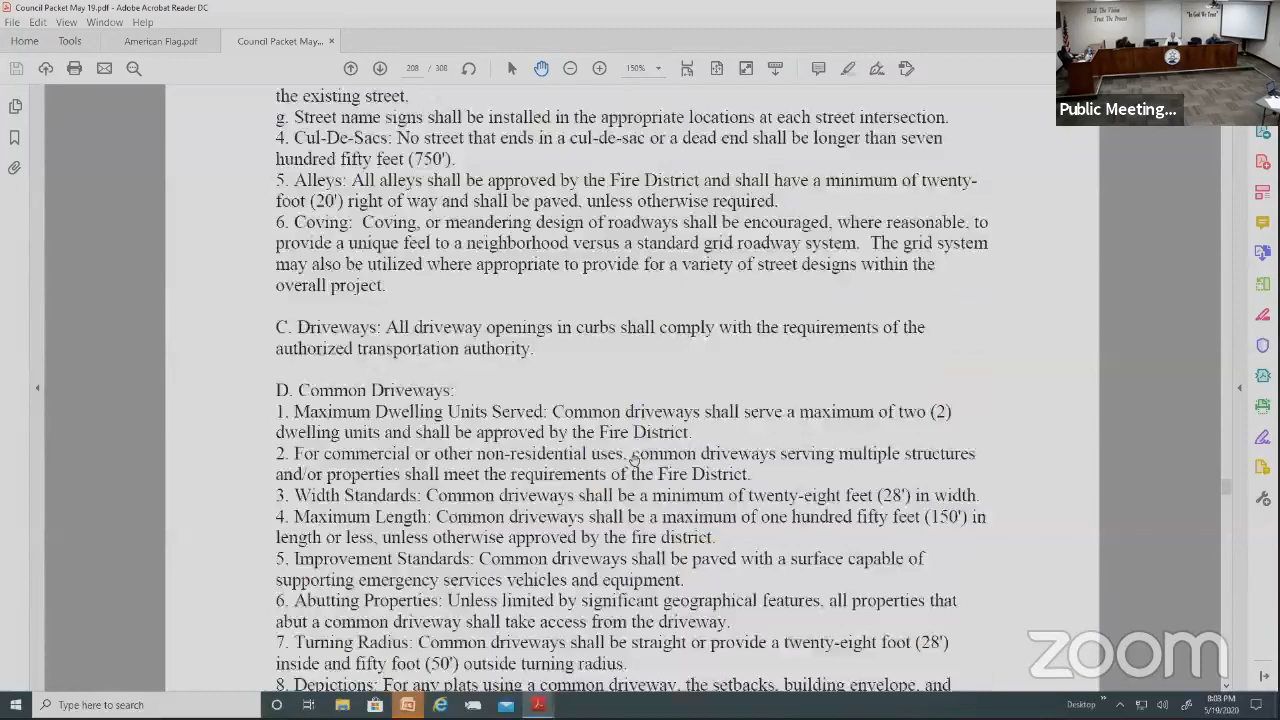 Council Packet May 19.pdf - Adobe Acrobat Reader DC
File Edit View Window Help
Home Tools American Flag.pdf Council Packet May... ×
208 / 308 150%
the existing street.
g. Street name signs shall be installed in the appropriate locations at each street intersection.
4. Cul-De-Sacs: No street that ends in a cul-de-sac or a dead end shall be longer than seven
hundred fifty feet (750').
5. Alleys: All alleys shall be approved by the Fire District and shall have a minimum of twenty-
foot (20') right of way and shall be paved, unless otherwise required.
6. Coving: Coving, or meandering design of roadways shall be encouraged, where reasonable, to
provide a unique feel to a neighborhood versus a standard grid roadway system. The grid system
may also be utilized where appropriate to provide for a variety of street designs within the
overall project.
C. Driveways: All driveway openings in curbs shall comply with the requirements of the
authorized transportation authority.
D. Common Driveways:
1. Maximum Dwelling Units Served: Common driveways shall serve a maximum of two (2)
dwelling units and shall be approved by the Fire District.
2. For commercial or other non-residential uses, common driveways serving multiple structures
and/or properties shall meet the requirements of the Fire District.
3. Width Standards: Common driveways shall be a minimum of twenty-eight feet (28') in width.
4. Maximum Length: Common driveways shall be a maximum of one hundred fifty feet (150') in
length or less, unless otherwise approved by the fire district.
5. Improvement Standards: Common driveways shall be paved with a surface capable of
supporting emergency services vehicles and equipment.
6. Abutting Properties: Unless limited by significant geographical features, all properties that
abut a common driveway shall take access from the driveway.
7. Turning Radius: Common driveways shall be straight or provide a twenty-eight foot (28')
inside and fifty foot (50') outside turning radius.
8. Depictions: For any plats using a common driveway, the setbacks, building envelope, and
Hold The Vision
Trust The Process
"In God We Trust"
Public Meeting...
zoom
Type here to search
Desktop
8:03 PM
5/19/2020